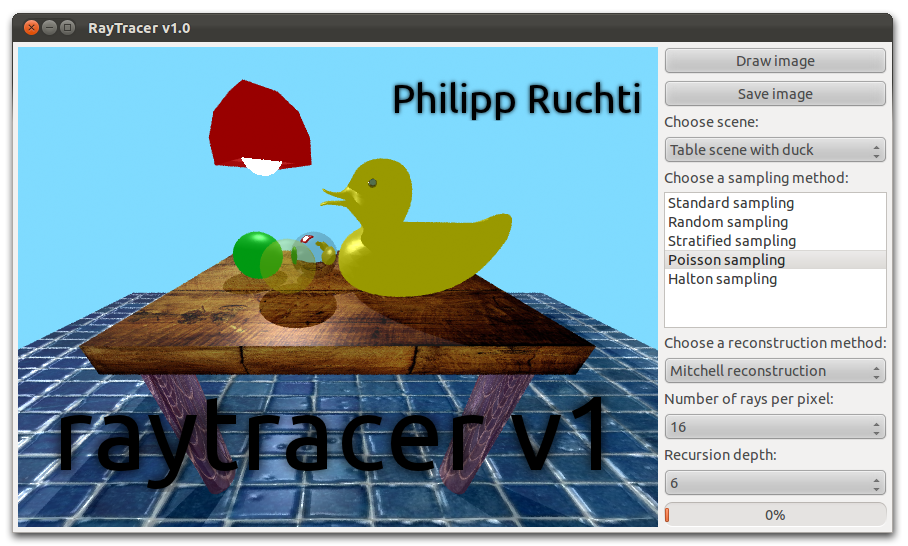 RayTracer v1.0
Philipp Ruchti
raytracer v1
Draw image
Save image
Choose scene:
Table scene with duck
Choose a sampling method:
Standard sampling
Random sampling
Stratified sampling
Poisson sampling
Halton sampling
Choose a reconstruction method:
Mitchell reconstruction
Number of rays per pixel:
16
Recursion depth:
6
0%